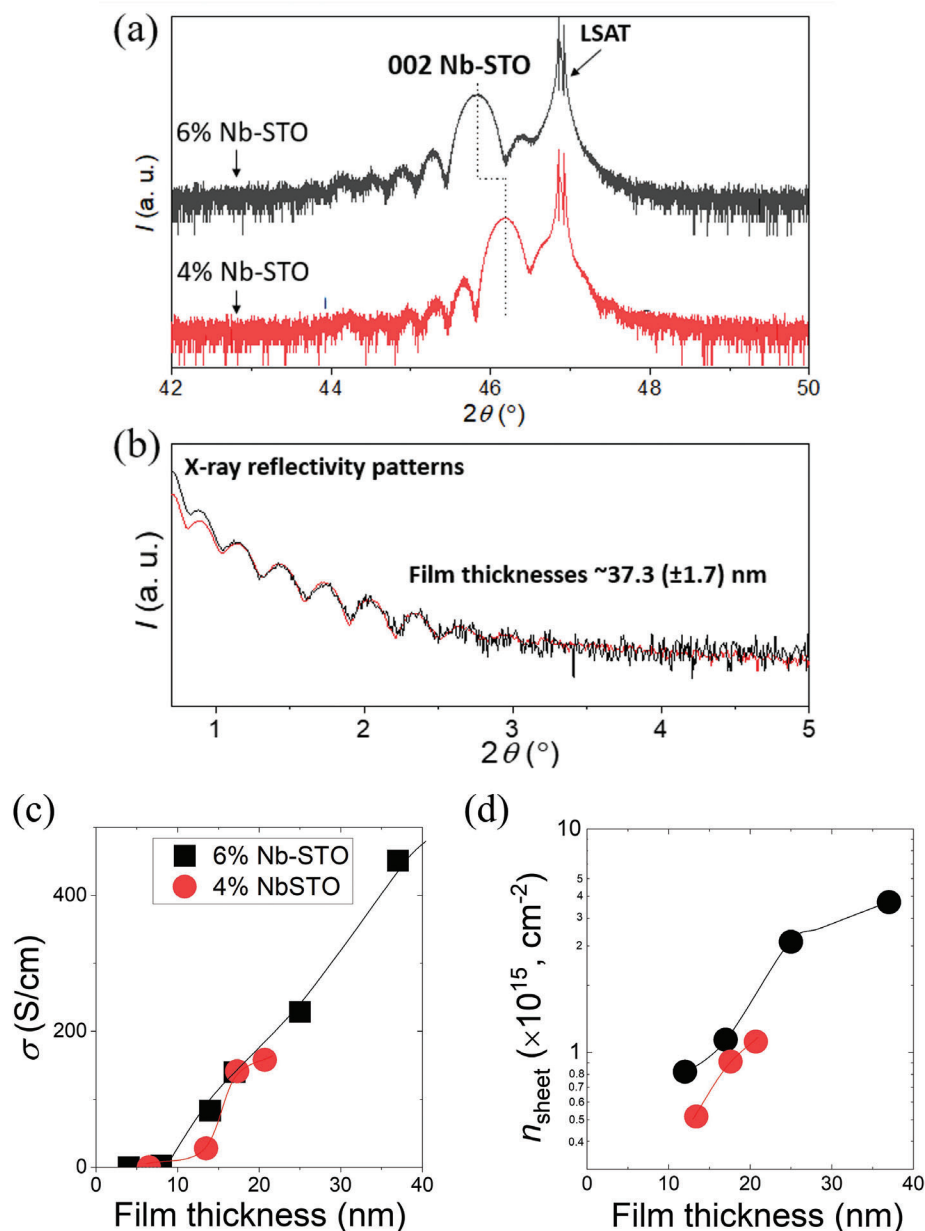 (a)
002 Nb-STO
LSAT
6% Nb-STO
4% Nb-STO
I (a. u.)
I (a. u.)
42 44 46 48 50
2θ (°)
(b)
X-ray reflectivity patterns
Film thicknesses ~37.3 (±1.7) nm
I (a. u.)
1 2 3 4 5
2θ (°)
(c)
6% Nb-STO
4% NbSTO
400
200
0
σ (S/cm)
0 10 20 30 40
Film thickness (nm)
(d)
10
5
4
3
2
1
0.8
0.7
0.6
0.5
0.4
nsheet (×10^15, cm^-2)
0 10 20 30 40
Film thickness (nm)